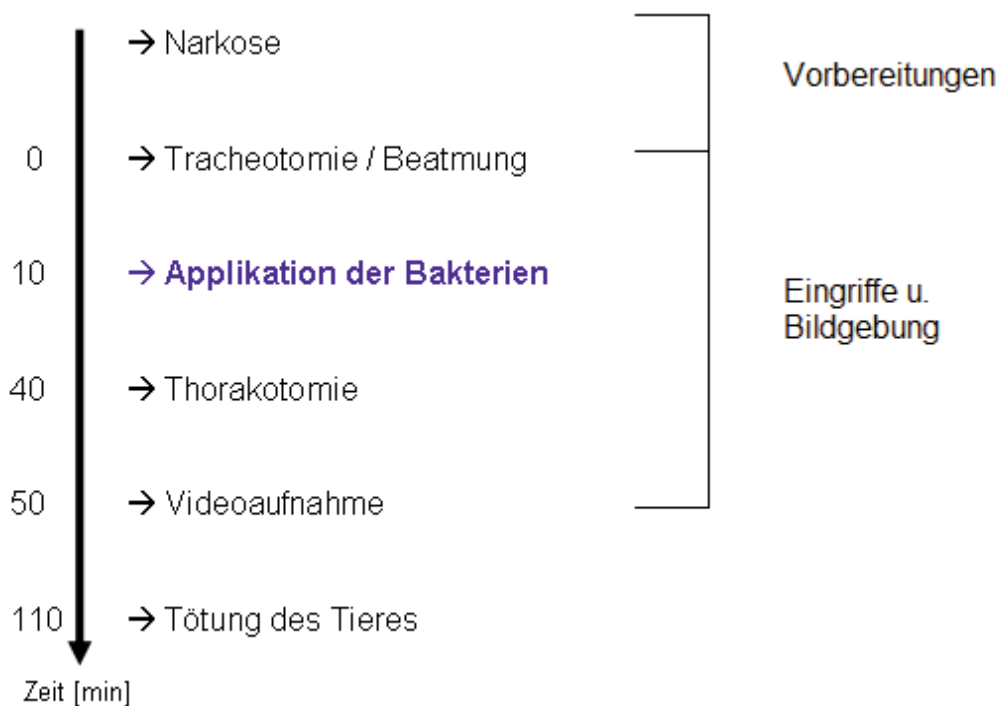 → Narkose
Vorbereitungen
0 → Tracheotomie / Beatmung
10 → Applikation der Bakterien
Eingriffe u.
Bildgebung
40 → Thorakotomie
50 → Videoaufnahme
110 → Tötung des Tieres
Zeit [min]